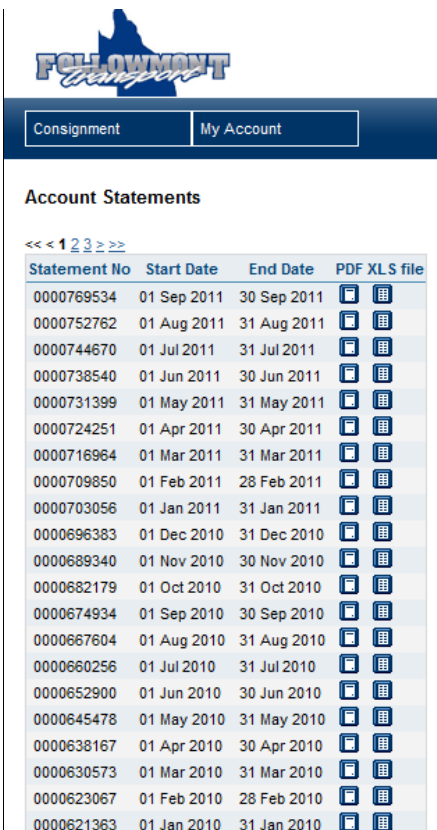 FOLLOWMONT
Transport
Consignment My Account
Account Statements
<< < 1 2 3 > >>
Statement No Start Date End Date PDF XLS file
0000769534 01 Sep 2011 30 Sep 2011
0000752762 01 Aug 2011 31 Aug 2011
0000744670 01 Jul 2011 31 Jul 2011
0000738540 01 Jun 2011 30 Jun 2011
0000731399 01 May 2011 31 May 2011
0000724251 01 Apr 2011 30 Apr 2011
0000716964 01 Mar 2011 31 Mar 2011
0000709850 01 Feb 2011 28 Feb 2011
0000703056 01 Jan 2011 31 Jan 2011
0000696383 01 Dec 2010 31 Dec 2010
0000689340 01 Nov 2010 30 Nov 2010
0000682179 01 Oct 2010 31 Oct 2010
0000674934 01 Sep 2010 30 Sep 2010
0000667604 01 Aug 2010 31 Aug 2010
0000660256 01 Jul 2010 31 Jul 2010
0000652900 01 Jun 2010 30 Jun 2010
0000645478 01 May 2010 31 May 2010
0000638167 01 Apr 2010 30 Apr 2010
0000630573 01 Mar 2010 31 Mar 2010
0000623067 01 Feb 2010 28 Feb 2010
0000621363 01 Jan 2010 31 Jan 2010